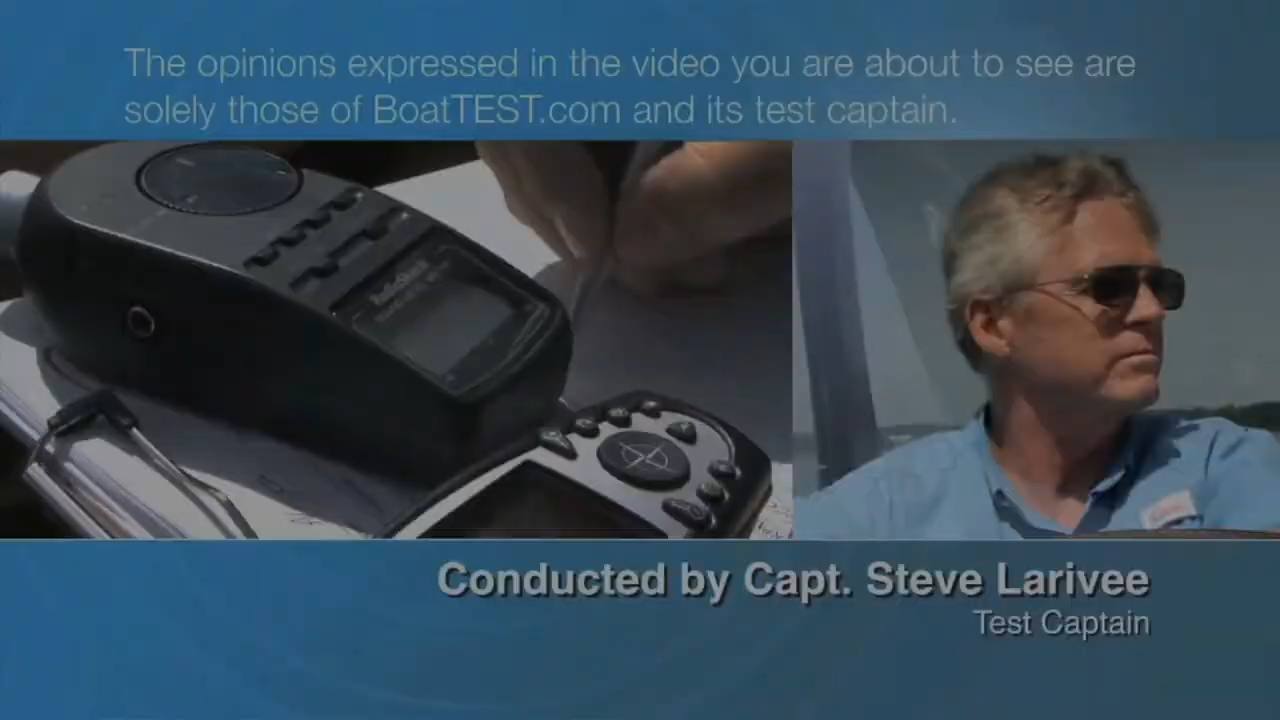 The opinions expressed in the video you are about to see are
solely those of BoatTEST.com and its test captain.
Conducted by Capt. Steve Larivee
Test Captain